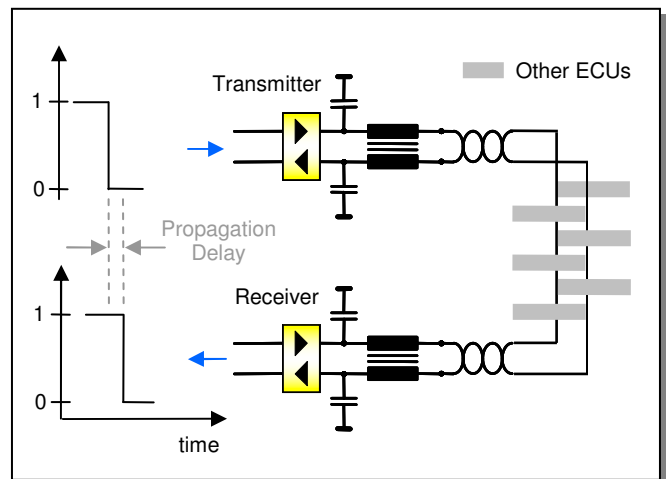 Transmitter
Other ECUs
1
0
Propagation
Delay
Receiver
1
0
time